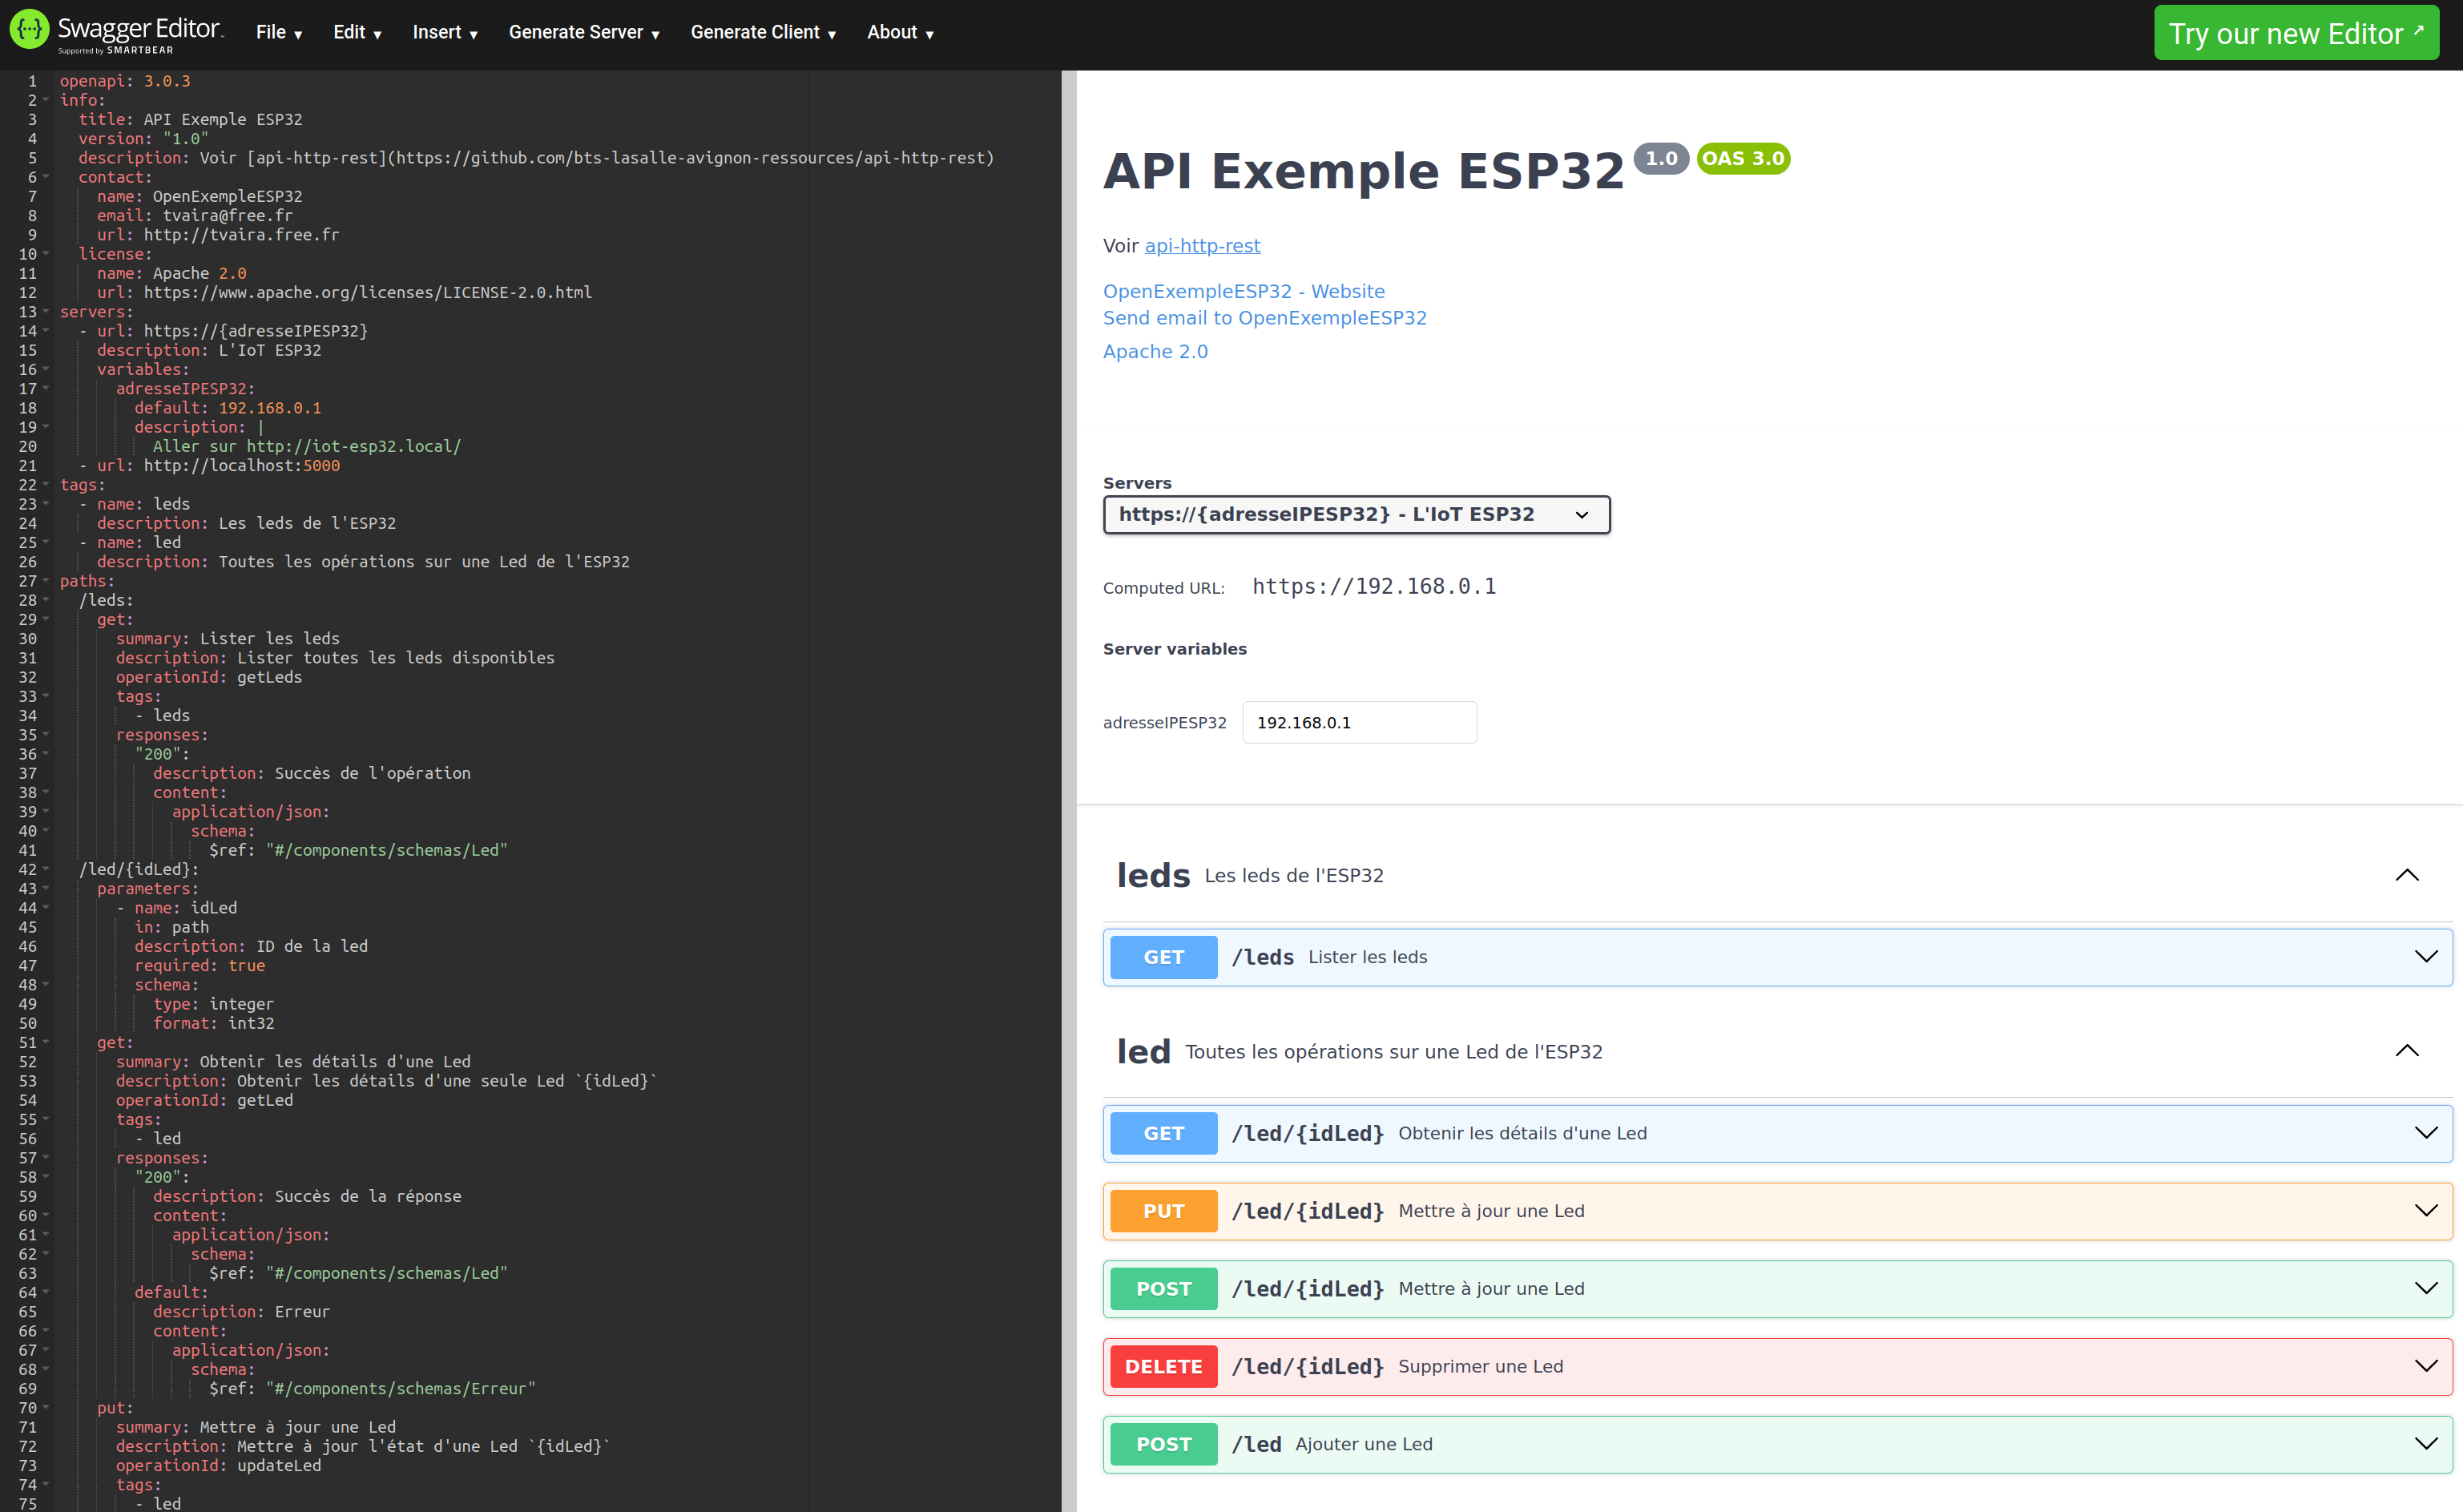 Swagger Editor
Supported by SMARTBEAR
File Edit Insert Generate Server Generate Client About
Try our new Editor
1 openapi: 3.0.3
2 info:
3 title: API Exemple ESP32
4 version: "1.0"
5 description: Voir [api-http-rest](https://github.com/bts-lasalle-avignon-ressources/api-http-rest)
6 contact:
7 name: OpenExempleESP32
8 email: tvaira@free.fr
9 url: http://tvaira.free.fr
10 license:
11 name: Apache 2.0
12 url: https://www.apache.org/licenses/LICENSE-2.0.html
13 servers:
14 - url: https://{adresseIPESP32}
15 description: L'IoT ESP32
16 variables:
17 adresseIPESP32:
18 default: 192.168.0.1
19 description: |
20 Aller sur http://iot-esp32.local/
21 - url: http://localhost:5000
22 tags:
23 - name: leds
24 description: Les leds de l'ESP32
25 - name: led
26 description: Toutes les opérations sur une Led de l'ESP32
27 paths:
28 /leds:
29 get:
30 summary: Lister les leds
31 description: Lister toutes les leds disponibles
32 operationId: getLeds
33 tags:
34 - leds
35 responses:
36 "200":
37 description: Succès de l'opération
38 content:
39 application/json:
40 schema:
41 $ref: "#/components/schemas/Led"
42 /led/{idLed}:
43 parameters:
44 - name: idLed
45 in: path
46 description: ID de la led
47 required: true
48 schema:
49 type: integer
50 format: int32
51 get:
52 summary: Obtenir les détails d'une Led
53 description: Obtenir les détails d'une seule Led `{idLed}`
54 operationId: getLed
55 tags:
56 - led
57 responses:
58 "200":
59 description: Succès de la réponse
60 content:
61 application/json:
62 schema:
63 $ref: "#/components/schemas/Led"
64 default:
65 description: Erreur
66 content:
67 application/json:
68 schema:
69 $ref: "#/components/schemas/Erreur"
70 put:
71 summary: Mettre à jour une Led
72 description: Mettre à jour l'état d'une Led `{idLed}`
73 operationId: updateLed
74 tags:
75 - led
API Exemple ESP32 1.0 OAS 3.0
Voir api-http-rest
OpenExempleESP32 - Website
Send email to OpenExempleESP32
Apache 2.0
Servers
https://{adresseIPESP32} - L'IoT ESP32
Computed URL: https://192.168.0.1
Server variables
adresseIPESP32 192.168.0.1
leds Les leds de l'ESP32
GET /leds Lister les leds
led Toutes les opérations sur une Led de l'ESP32
GET /led/{idLed} Obtenir les détails d'une Led
PUT /led/{idLed} Mettre à jour une Led
POST /led/{idLed} Mettre à jour une Led
DELETE /led/{idLed} Supprimer une Led
POST /led Ajouter une Led